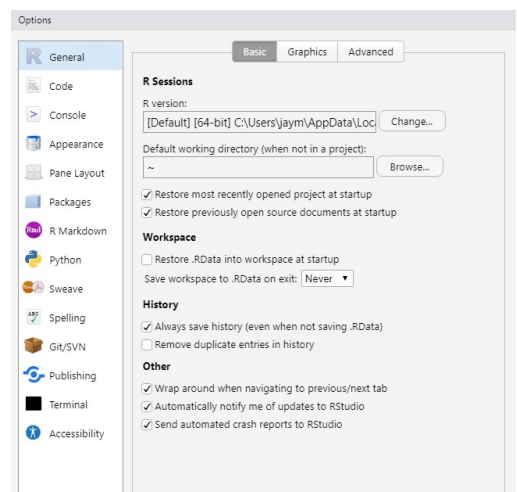 Options
General
Code
Console
Appearance
Pane Layout
Packages
R Markdown
Python
Sweave
Spelling
Git/SVN
Publishing
Terminal
Accessibility
Basic Graphics Advanced
R Sessions
R version:
[Default] [64-bit] C:\Users\jaym\AppData\Loc Change...
Default working directory (when not in a project):
~ Browse...
Restore most recently opened project at startup
Restore previously open source documents at startup
Workspace
Restore .RData into workspace at startup
Save workspace to .RData on exit: Never
History
Always save history (even when not saving .RData)
Remove duplicate entries in history
Other
Wrap around when navigating to previous/next tab
Automatically notify me of updates to RStudio
Send automated crash reports to RStudio